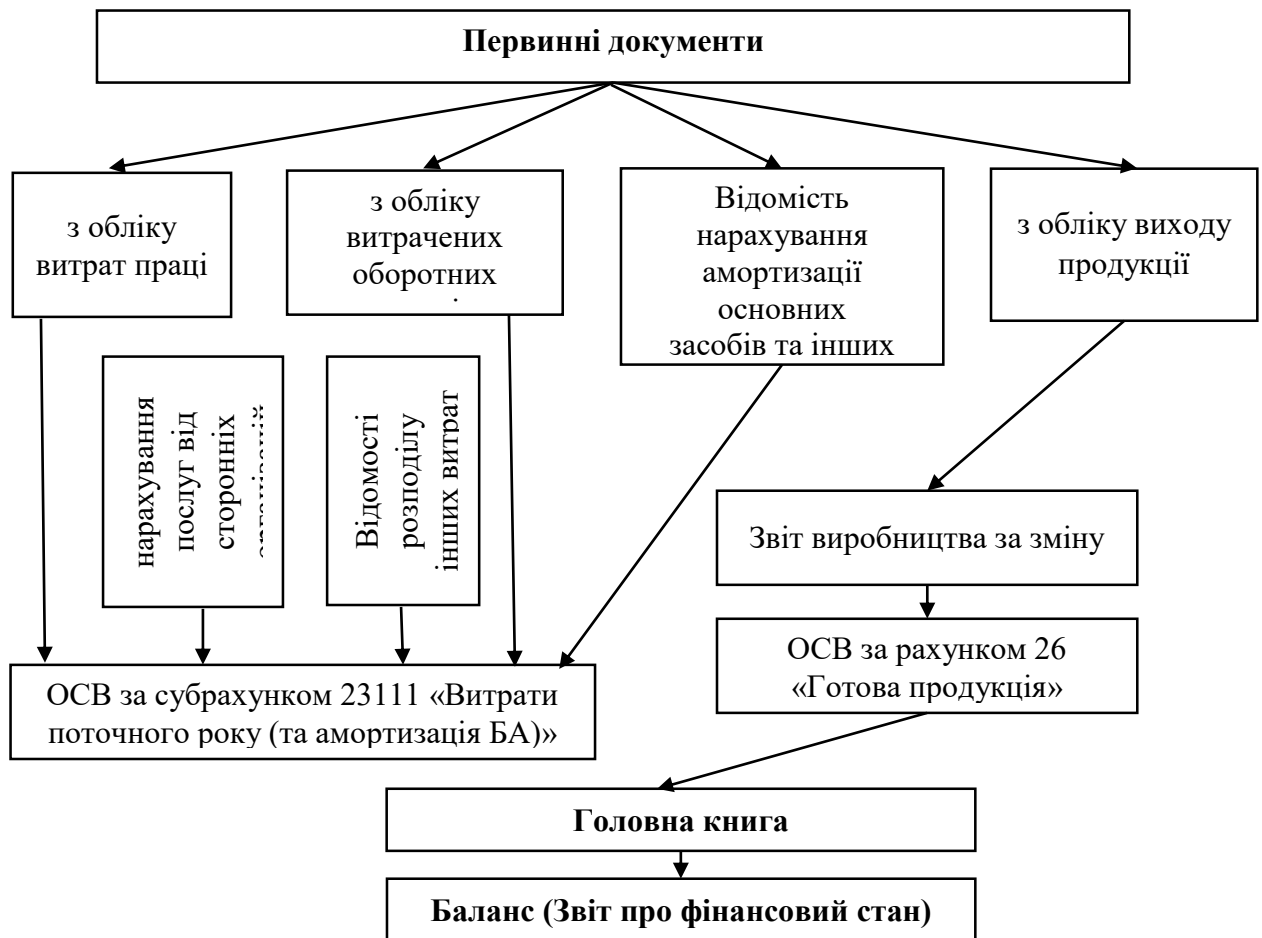 Первинні документи
з обліку
витрат праці
з обліку
витрачених
оборотних
Відомість
нарахування
амортизації
основних
засобів та інших
з обліку виходу
продукції
нарахування
послуг від
сторонніх
Відомості
розподілу
інших витрат
Звіт виробництва за зміну
ОСВ за рахунком 26
«Готова продукція»
ОСВ за субрахунком 23111 «Витрати
поточного року (та амортизація БА)»
Головна книга
Баланс (Звіт про фінансовий стан)